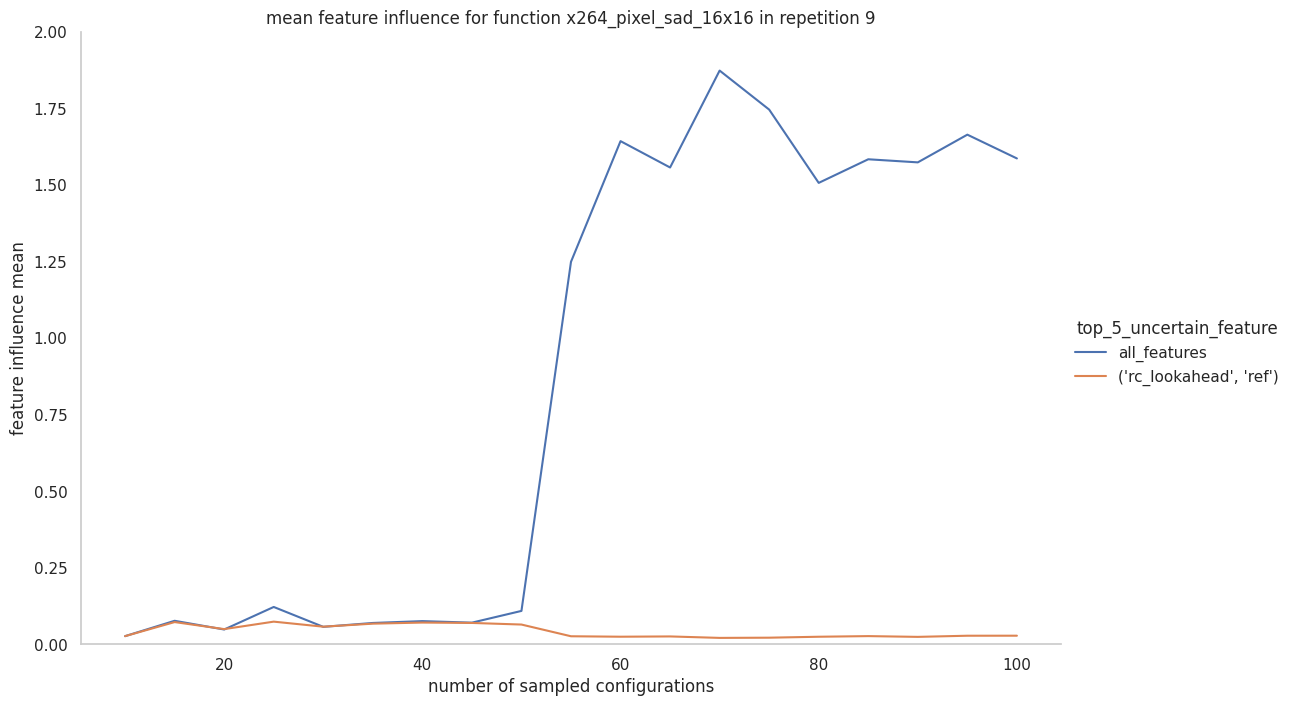 mean feature influence for function x264_pixel_sad_16x16 in repetition 9
2.00
1.75
1.50
1.25
1.00
0.75
0.50
0.25
0.00
feature influence mean
20
40
60
80
100
number of sampled configurations
top_5_uncertain_feature
all_features
('rc_lookahead', 'ref')